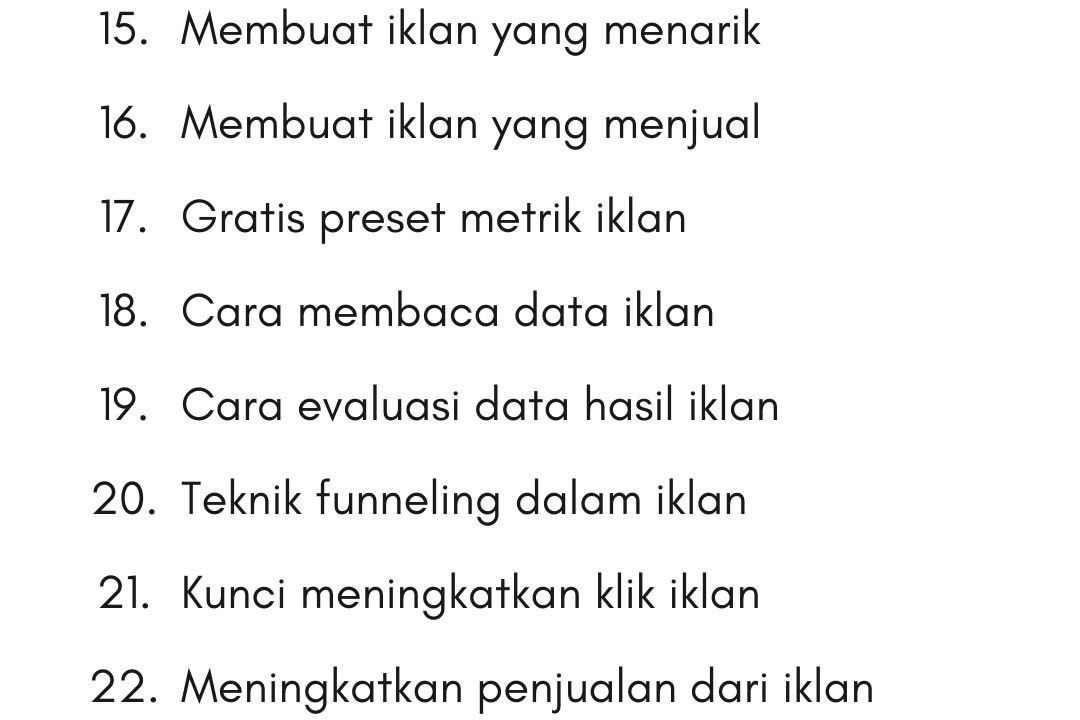 15. Membuat iklan yang menarik
16. Membuat iklan yang menjual
17. Gratis preset metrik iklan
18. Cara membaca data iklan
19. Cara evaluasi data hasil iklan
20. Teknik funneling dalam iklan
21. Kunci meningkatkan klik iklan
22. Meningkatkan penjualan dari iklan